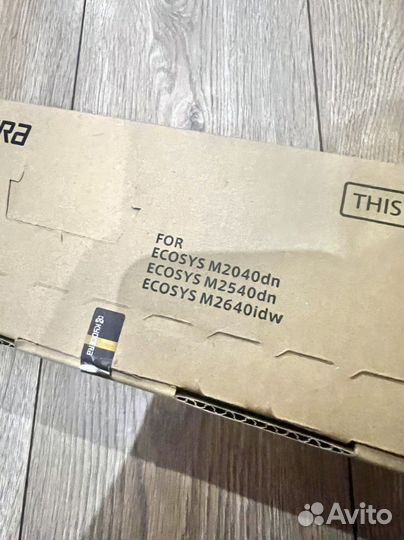 RA
THIS
FOR
ECOSYS M2040dn
ECOSYS M2540dn
ECOSYS M2640idw
KYOCERA
Avito